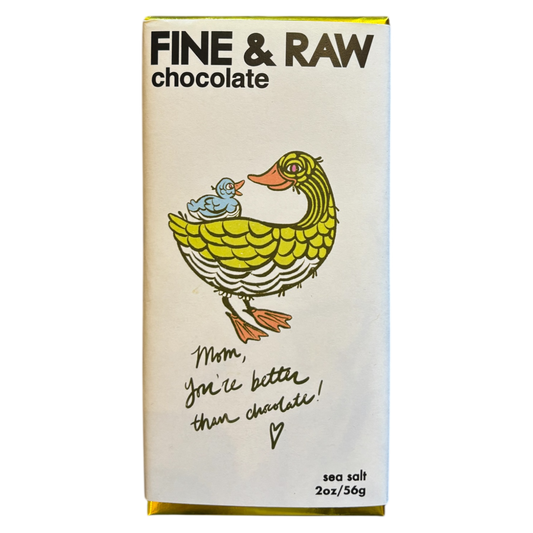 FINE & RAW
chocolate
Mom,
You're better
than chocolate!
sea salt
2oz/56g